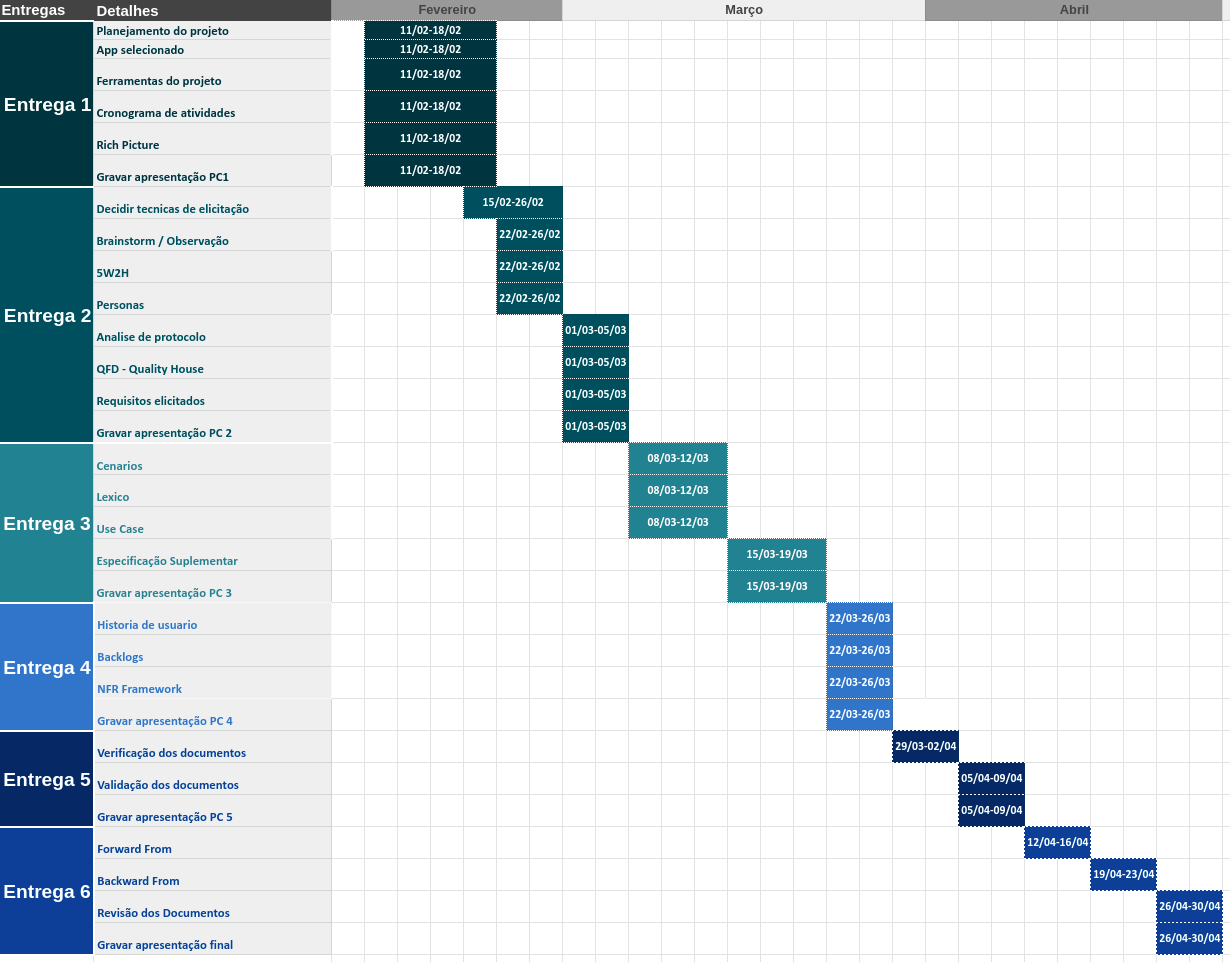 Entregas Detalhes Fevereiro Março Abril
Entrega 1
Planejamento do projeto 11/02-18/02
App selecionado 11/02-18/02
Ferramentas do projeto 11/02-18/02
Cronograma de atividades 11/02-18/02
Rich Picture 11/02-18/02
Gravar apresentação PC1 11/02-18/02
Entrega 2
Decidir tecnicas de elicitação 15/02-26/02
Brainstorm / Observação 22/02-26/02
5W2H 22/02-26/02
Personas 22/02-26/02
Analise de protocolo 01/03-05/03
QFD - Quality House 01/03-05/03
Requisitos elicitados 01/03-05/03
Gravar apresentação PC 2 01/03-05/03
Entrega 3
Cenarios 08/03-12/03
Lexico 08/03-12/03
Use Case 08/03-12/03
Especificação Suplementar 15/03-19/03
Gravar apresentação PC 3 15/03-19/03
Entrega 4
Historia de usuario 22/03-26/03
Backlogs 22/03-26/03
NFR Framework 22/03-26/03
Gravar apresentação PC 4 22/03-26/03
Entrega 5
Verificação dos documentos 29/03-02/04
Validação dos documentos 05/04-09/04
Gravar apresentação PC 5 05/04-09/04
Entrega 6
Forward From 12/04-16/04
Backward From 19/04-23/04
Revisão dos Documentos 26/04-30/04
Gravar apresentação final 26/04-30/04